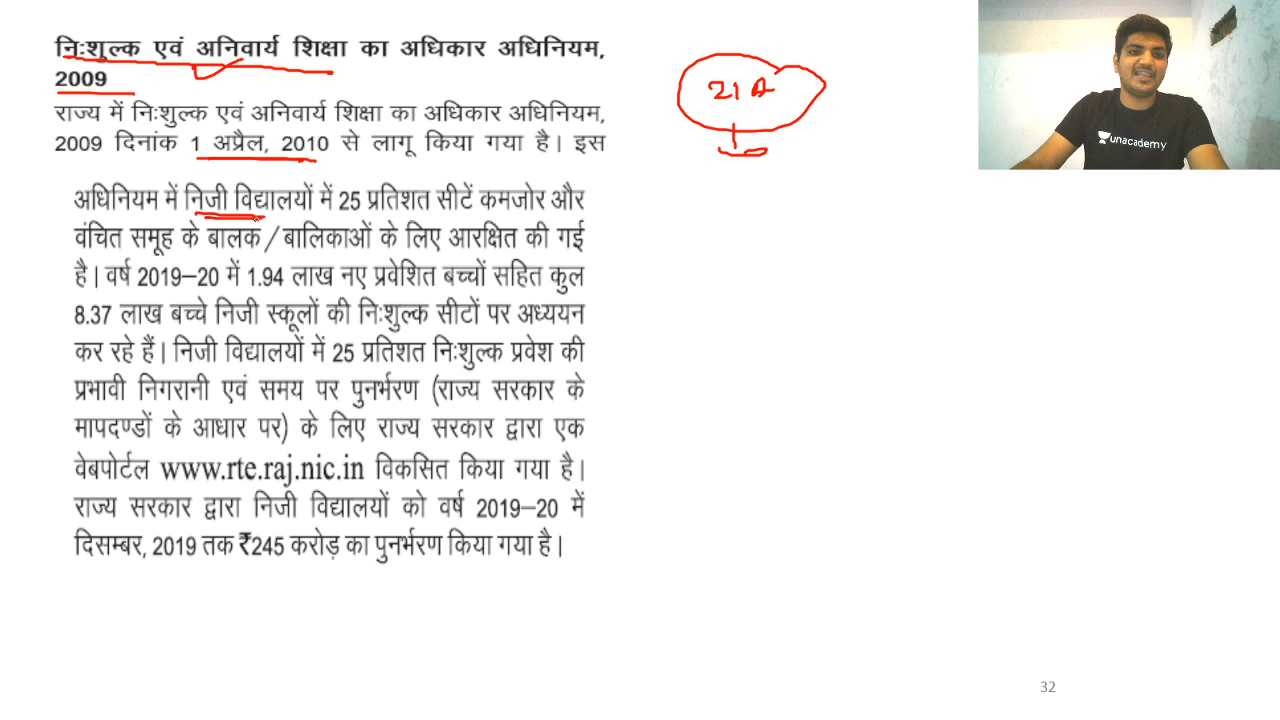 निःशुल्क एवं अनिवार्य शिक्षा का अधिकार अधिनियम,
2009
राज्य में निःशुल्क एवं अनिवार्य शिक्षा का अधिकार अधिनियम,
2009 दिनांक 1 अप्रैल, 2010 से लागू किया गया है। इस
अधिनियम में निजी विद्यालयों में 25 प्रतिशत सीटें कमजोर और
वंचित समूह के बालक/बालिकाओं के लिए आरक्षित की गई
है। वर्ष 2019–20 में 1.94 लाख नए प्रवेशित बच्चों सहित कुल
8.37 लाख बच्चे निजी स्कूलों की निःशुल्क सीटों पर अध्ययन
कर रहे हैं। निजी विद्यालयों में 25 प्रतिशत निःशुल्क प्रवेश की
प्रभावी निगरानी एवं समय पर पुनर्भरण (राज्य सरकार के
मापदण्डों के आधार पर) के लिए राज्य सरकार द्वारा एक
वेबपोर्टल www.rte.raj.nic.in विकसित किया गया है।
राज्य सरकार द्वारा निजी विद्यालयों को वर्ष 2019–20 में
दिसम्बर, 2019 तक ₹245 करोड़ का पुनर्भरण किया गया है।
21 A
unacademy
32